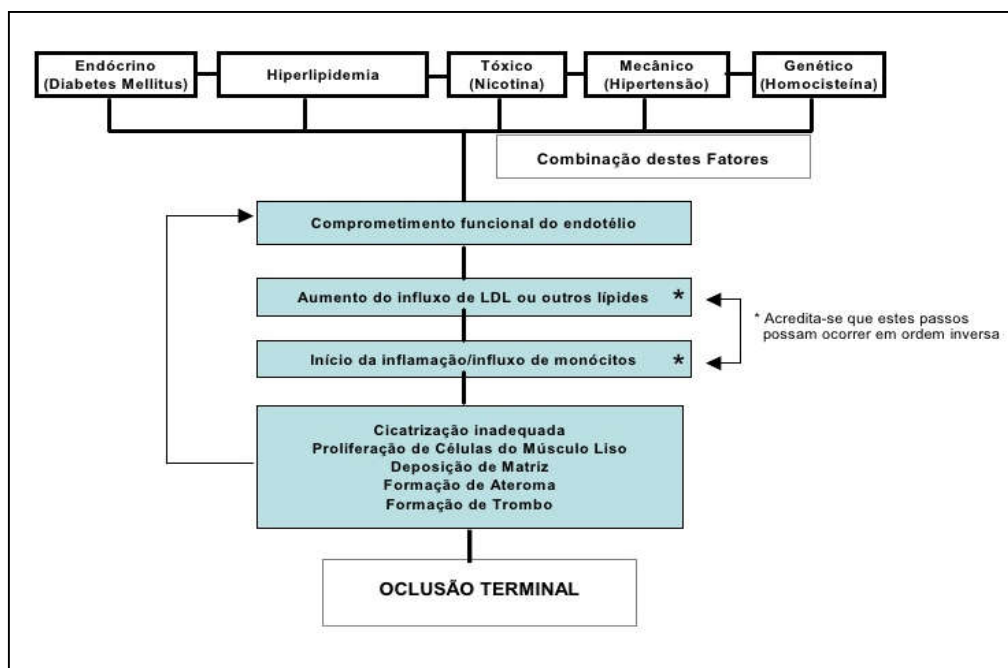 Endócrino
(Diabetes Mellitus)
Hiperlipidemia
Tóxico
(Nicotina)
Mecânico
(Hipertensão)
Genético
(Homocisteína)
Combinação destes Fatores
Comprometimento funcional do endotélio
Aumento do influxo de LDL ou outros lípides *
* Acredita-se que estes passos
possam ocorrer em ordem inversa
Início da inflamação/influxo de monócitos *
Cicatrização inadequada
Proliferação de Células do Músculo Liso
Deposição de Matriz
Formação de Ateroma
Formação de Trombo
OCLUSÃO TERMINAL